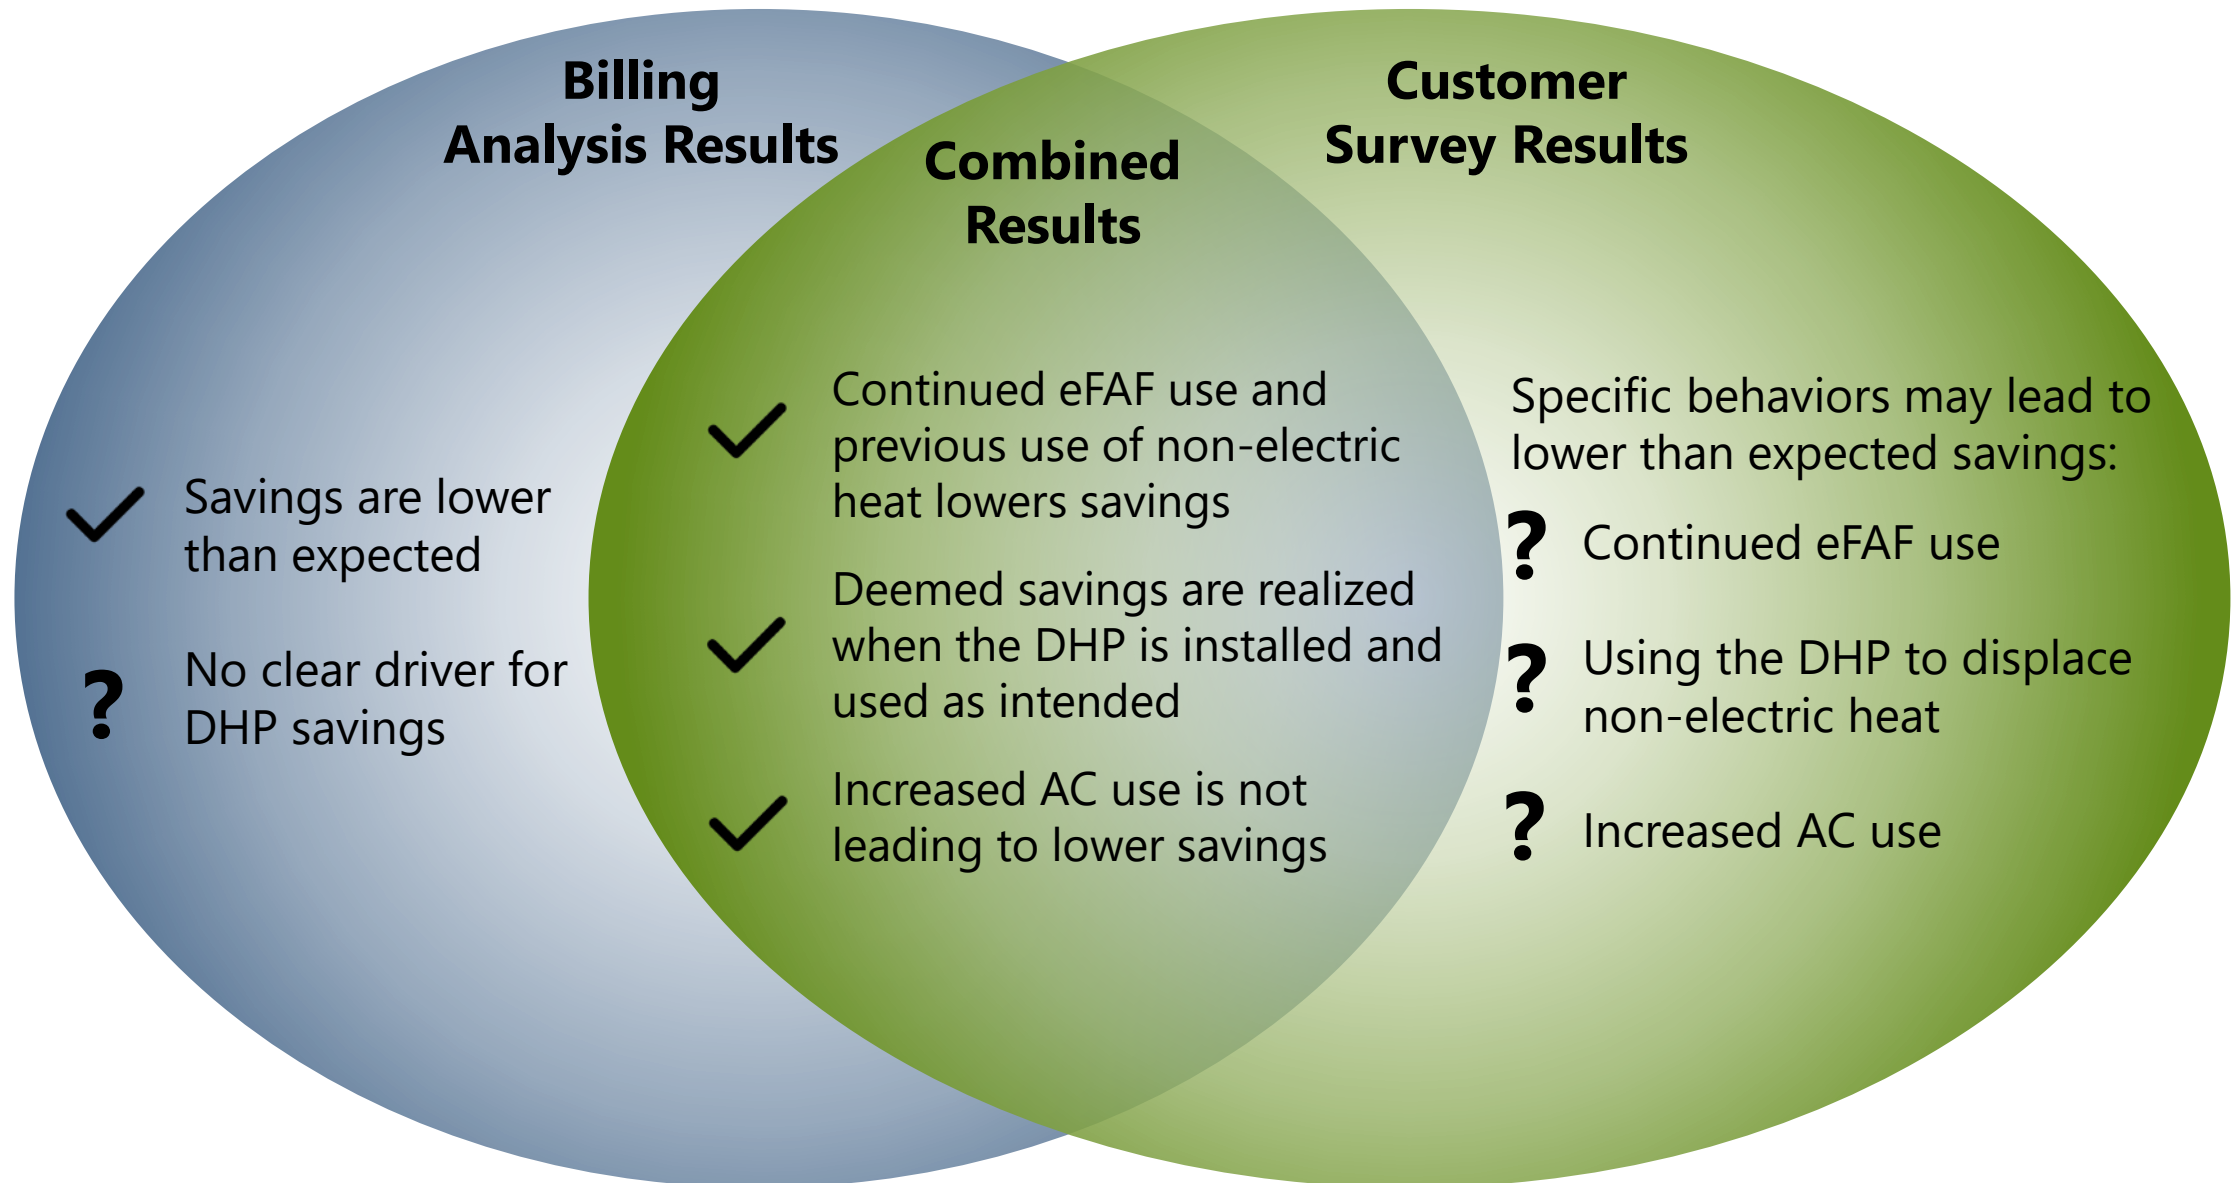 Billing
Analysis Results
Savings are lower
than expected
?
No clear driver for
DHP savings
Combined
Results
Continued eFAF use and
previous use of non-electric
heat lowers savings
Deemed savings are realized
when the DHP is installed and
used as intended
Increased AC use is not
leading to lower savings
Customer
Survey Results
Specific behaviors may lead to
lower than expected savings:
? Continued eFAF use
? Using the DHP to displace
non-electric heat
? Increased AC use